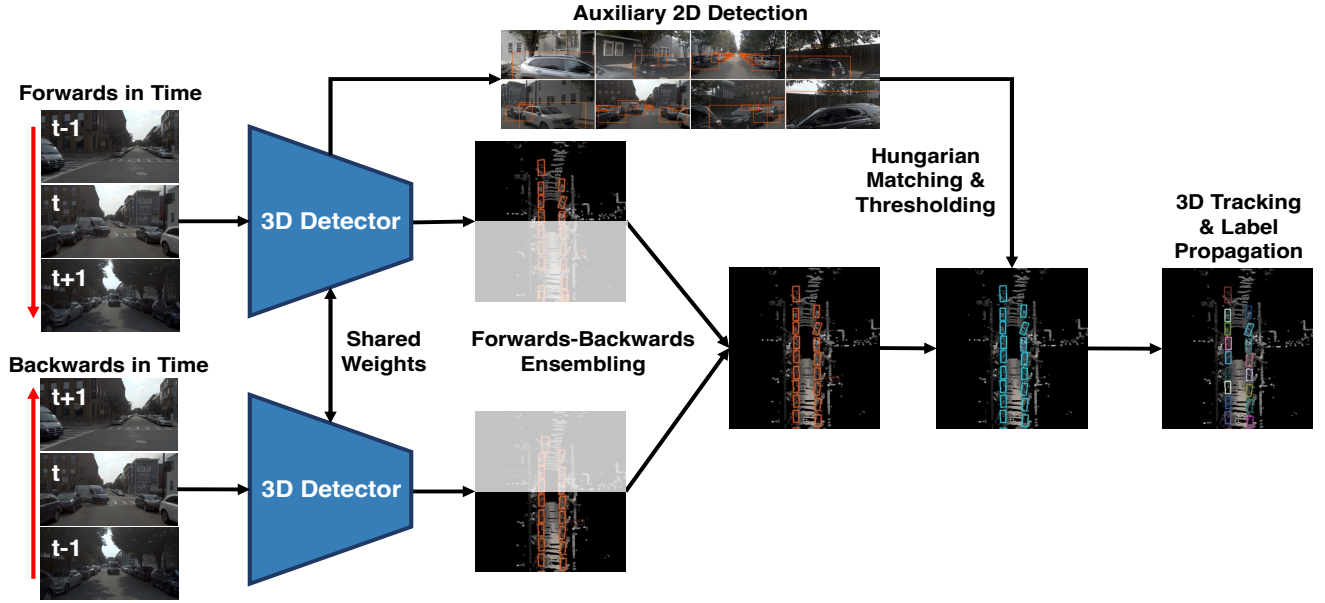 Auxiliary 2D Detection
Forwards in Time
t-1
t
t+1
3D Detector
Hungarian
Matching &
Thresholding
3D Tracking
& Label
Propagation
Shared
Weights
Forwards-Backwards
Ensembling
Backwards in Time
t+1
t
t-1
3D Detector